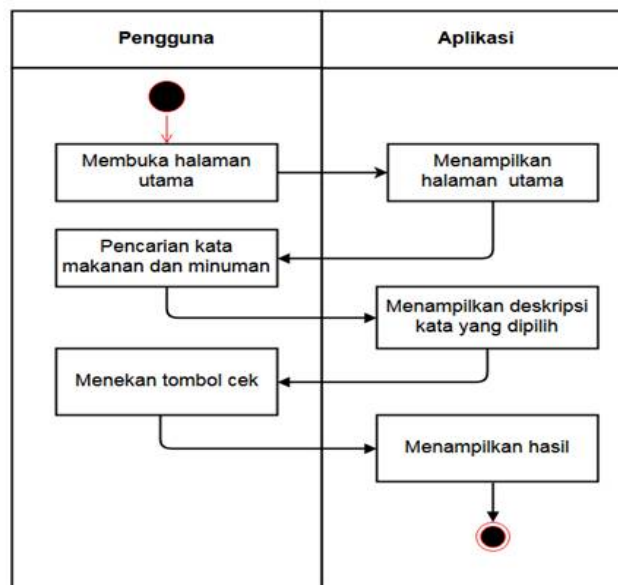 Pengguna
Aplikasi
Membuka halaman
utama
Menampilkan
halaman utama
Pencarian kata
makanan dan minuman
Menampilkan deskripsi
kata yang dipilih
Menekan tombol cek
Menampilkan hasil